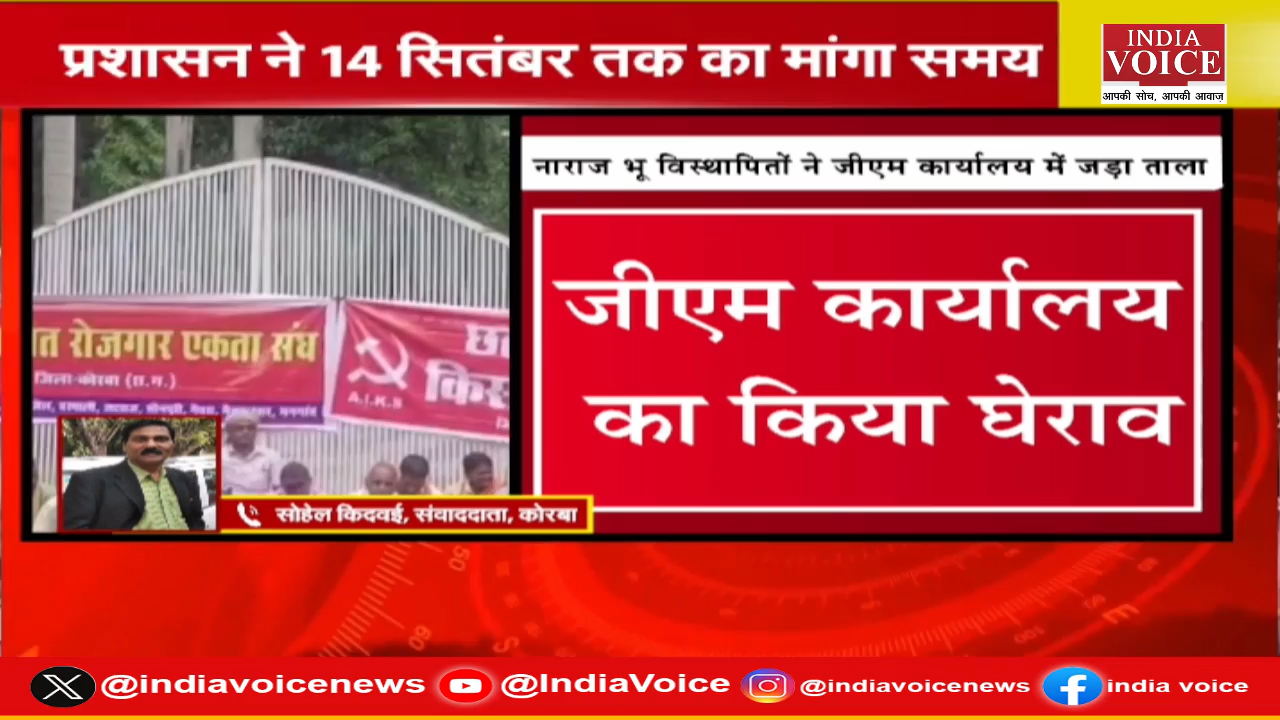 प्रशासन ने 14 सितंबर तक का मांगा समय
INDIA
VOICE
आपकी सोच, आपकी आवाज़
नाराज भू विस्थापितों ने जीएम कार्यालय में जड़ा ताला
जीएम कार्यालय
का किया घेराव
रोजगार एकता संघ
जिला-कोरबा (छ.ग.)
A.I.K.S
सोहेल किदवई, संवाददाता, कोरबा
@indiavoicenews
@IndiaVoice
@indiavoicenews
india voice